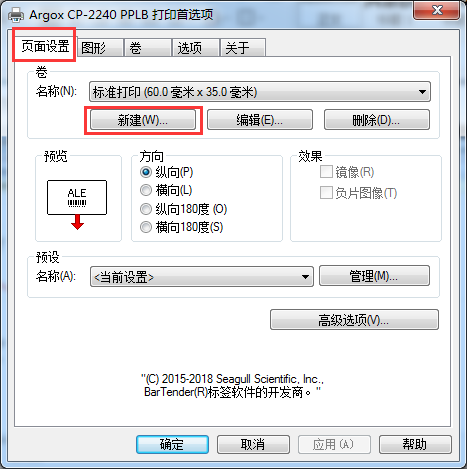 Argox CP-2240 PPLB 打印首选项
页面设置 图形 卷 选项 关于
卷
名称(N): 标准打印 (60.0 毫米 x 35.0 毫米)
新建(W)... 编辑(E)... 删除(D)...
预览 方向 效果
ALE
纵向(P)
横向(L)
纵向180度 (O)
横向180度(S)
镜像(R)
负片图像(T)
预设
名称(A): <当前设置> 管理(M)...
高级选项(V)...
"(C) 2015-2018 Seagull Scientific, Inc.,
BarTender(R)标签软件的开发商。"
确定 取消 应用(A) 帮助